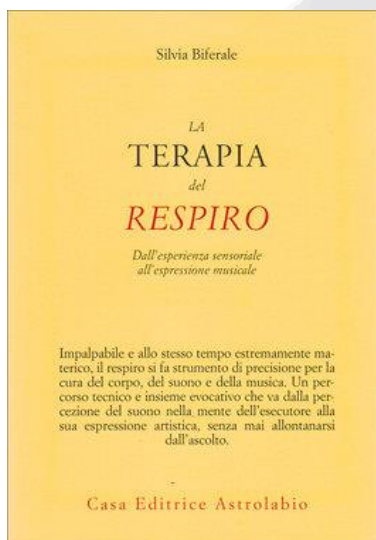 Silvia Biferale
LA
TERAPIA
del
RESPIRO
Dall'esperienza sensoriale
all'espressione musicale
Impalpabile e allo stesso tempo estremamente ma-
terico, il respiro si fa strumento di precisione per la
cura del corpo, del suono e della musica. Un per-
corso tecnico e insieme evocativo che va dalla per-
cezione del suono nella mente dell'esecutore alla
sua espressione artistica, senza mai allontanarsi
dall'ascolto.
Casa Editrice Astrolabio